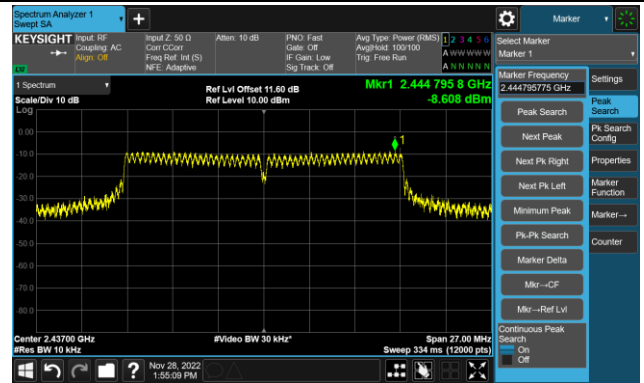 Spectrum Analyzer 1
Swept SA
Marker
KEYSIGHT
Input: RF
Coupling: AC
Align: Off
Input Z: 50 Ω
Corr CCorr
Freq Ref: Int (S)
NFE: Adaptive
Atten: 10 dB
PNO: Fast
Gate: Off
IF Gain: Low
Sig Track: Off
Avg Type: Power (RMS)
Avg|Hold: 100/100
Trig: Free Run
1 2 3 4 5 6
A W W W W W
A N N N N N
Select Marker
Marker 1
1 Spectrum
Scale/Div 10 dB
Log
Ref Lvl Offset 11.60 dB
Ref Level 10.00 dBm
Mkr1 2.444 795 8 GHz
-8.608 dBm
Marker Frequency
2.444795775 GHz
Peak Search
Next Peak
Next Pk Right
Next Pk Left
Minimum Peak
Pk-Pk Search
Marker Delta
Mkr→CF
Mkr→Ref Lvl
Continuous Peak
Search
On
Off
Settings
Peak
Search
Pk Search
Config
Properties
Marker
Function
Marker→
Counter
0.00
-10.0
-20.0
-30.0
-40.0
-50.0
-60.0
-70.0
-80.0
1
Center 2.43700 GHz
#Res BW 10 kHz
#Video BW 30 kHz*
Span 27.00 MHz
Sweep 334 ms (12000 pts)
Nov 28, 2022
1:55:09 PM